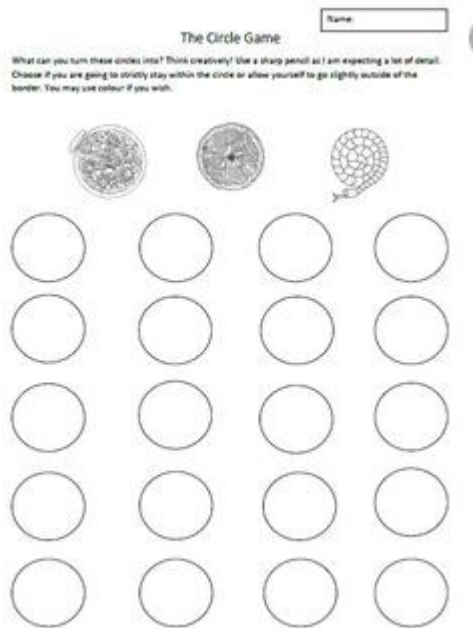 Name:
The Circle Game
What can you turn these circles into? Think creatively! Use a sharp pencil as I am expecting a lot of detail.
Choose if you are going to strictly stay within the circle or allow yourself to go slightly outside of the
border. You may use colour if you wish.